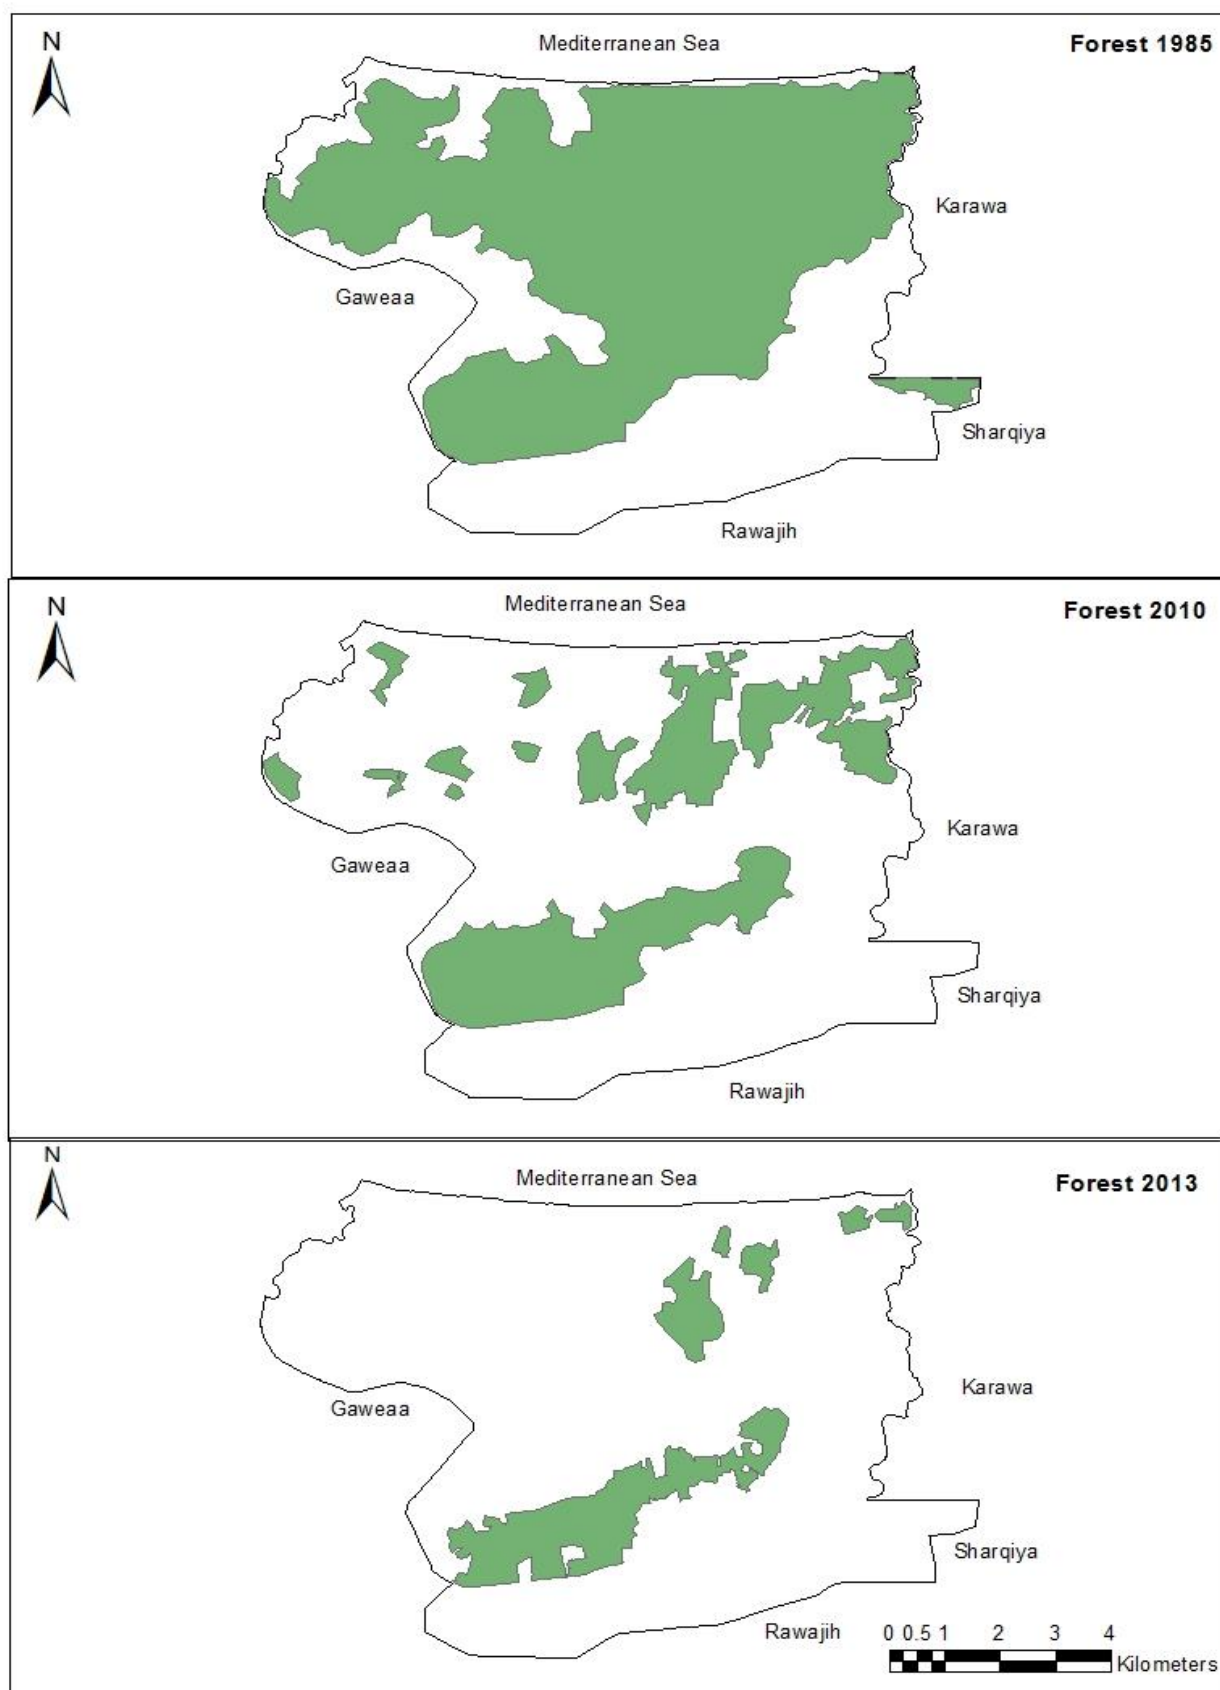 N
Mediterranean Sea
Forest 1985
Karawa
Gaweaa
Sharqiya
Rawajih
N
Mediterranean Sea
Forest 2010
Karawa
Gaweaa
Sharqiya
Rawajih
N
Mediterranean Sea
Forest 2013
Karawa
Gaweaa
Sharqiya
Rawajih
0 0.5 1 2 3 4
Kilometers